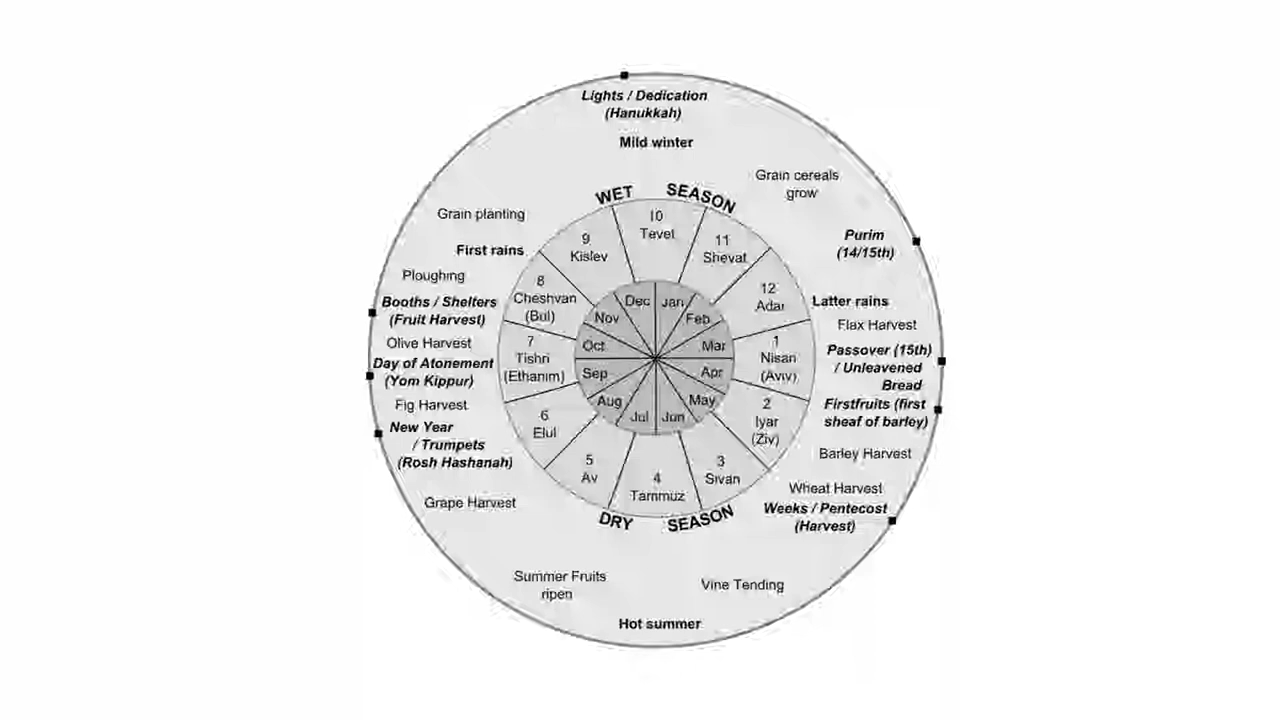 Lights / Dedication
(Hanukkah)
Mild winter
Grain cereals
grow
WET SEASON
Grain planting
First rains
Ploughing
Booths / Shelters
(Fruit Harvest)
Olive Harvest
Day of Atonement
(Yom Kippur)
Fig Harvest
New Year
/ Trumpets
(Rosh Hashanah)
Grape Harvest
Summer Fruits
ripen
Purim
(14/15th)
Latter rains
Flax Harvest
Passover (15th)
/ Unleavened
Bread
Firstfruits (first
sheaf of barley)
Barley Harvest
Wheat Harvest
Weeks / Pentecost
(Harvest)
Vine Tending
Hot summer
DRY SEASON
10
Tevet
11
Shevat
12
Adar
1
Nisan
(Aviv)
2
Iyar
(Ziv)
3
Sivan
4
Tammuz
5
Av
6
Elul
7
Tishri
(Ethanim)
8
Cheshvan
(Bul)
9
Kislev
Jan
Feb
Mar
Apr
May
Jun
Jul
Aug
Sep
Oct
Nov
Dec